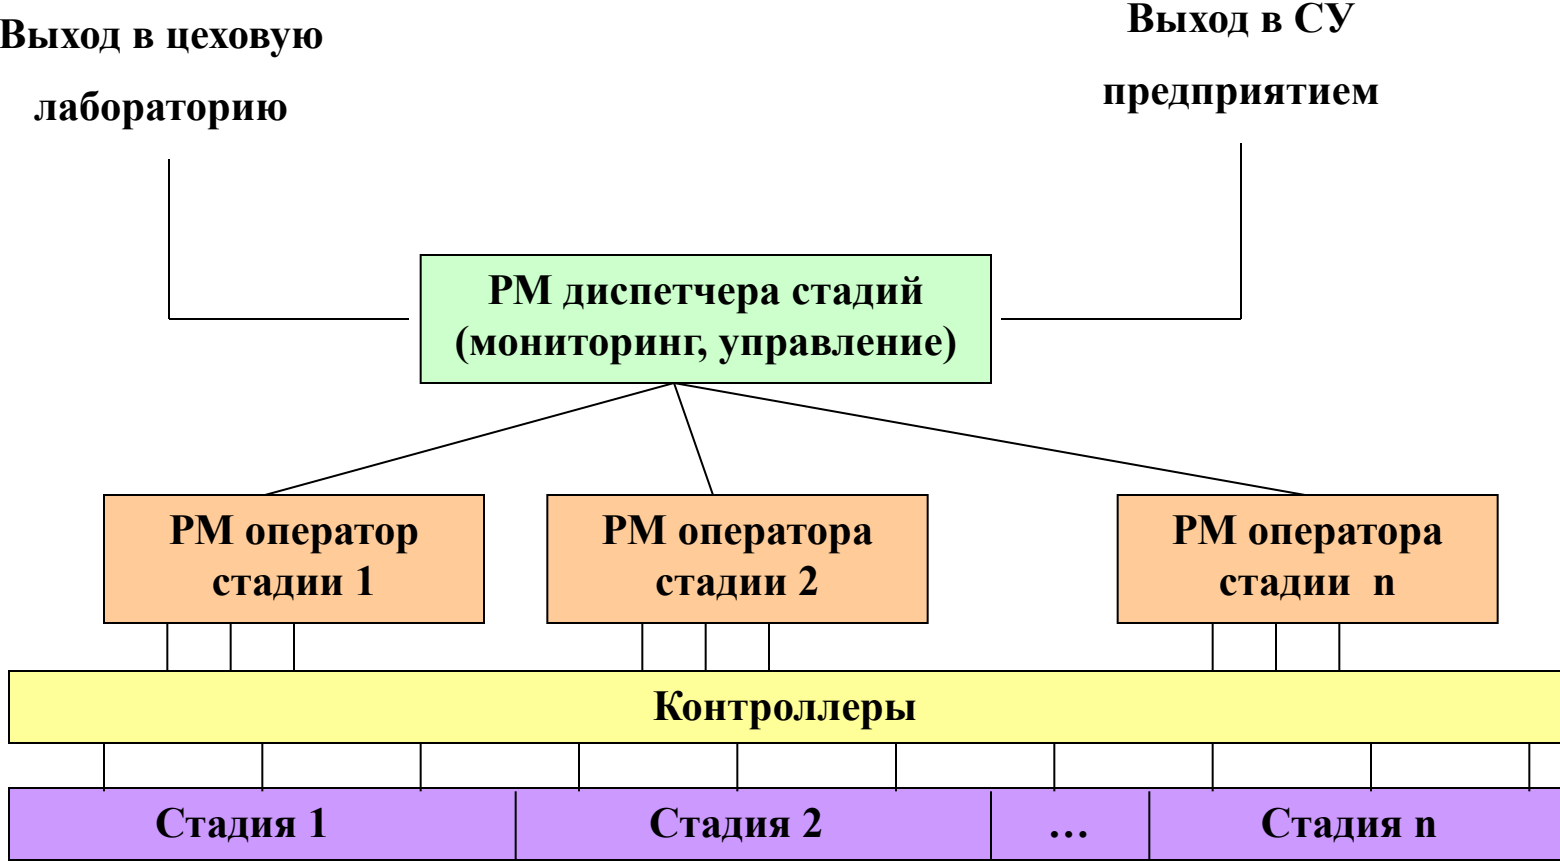 Выход в цеховую
лабораторию
Выход в СУ
предприятием
РМ диспетчера стадий
(мониторинг, управление)
РМ оператор
стадии 1
РМ оператора
стадии 2
РМ оператора
стадии n
Контроллеры
Стадия 1
Стадия 2
...
Стадия n